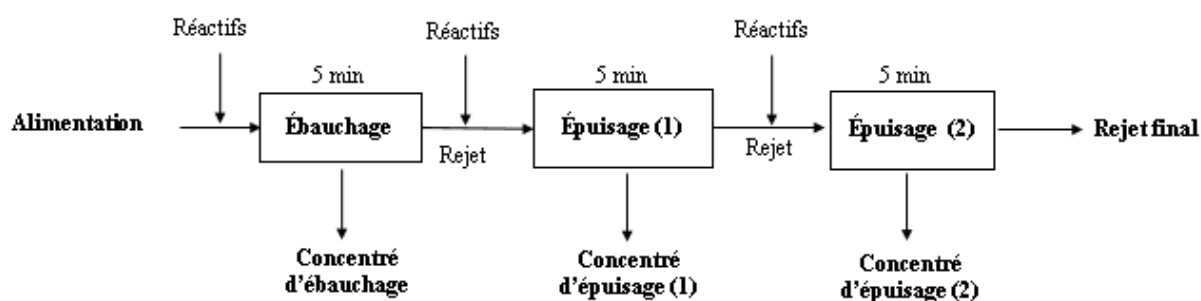 Réactifs
Réactifs
Réactifs
5 min
5 min
5 min
Alimentation
Ébauchage
Rejet
Épuisage (1)
Rejet
Épuisage (2)
Rejet final
Concentré
d'ébauchage
Concentré
d'épuisage (1)
Concentré
d'épuisage (2)